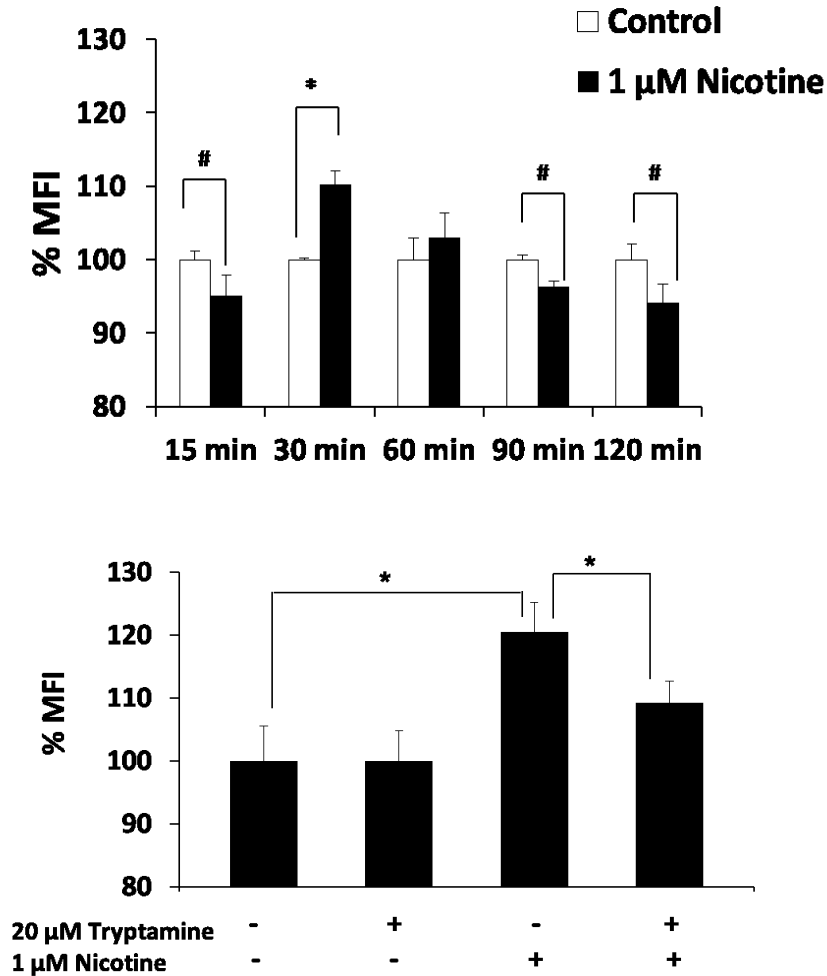 Control
1 µM Nicotine
% MFI
130
120
110
100
90
80
#
*
#
#
15 min 30 min 60 min 90 min 120 min
% MFI
130
120
110
100
90
80
*
*
20 µM Tryptamine - + - +
1 µM Nicotine - - + +